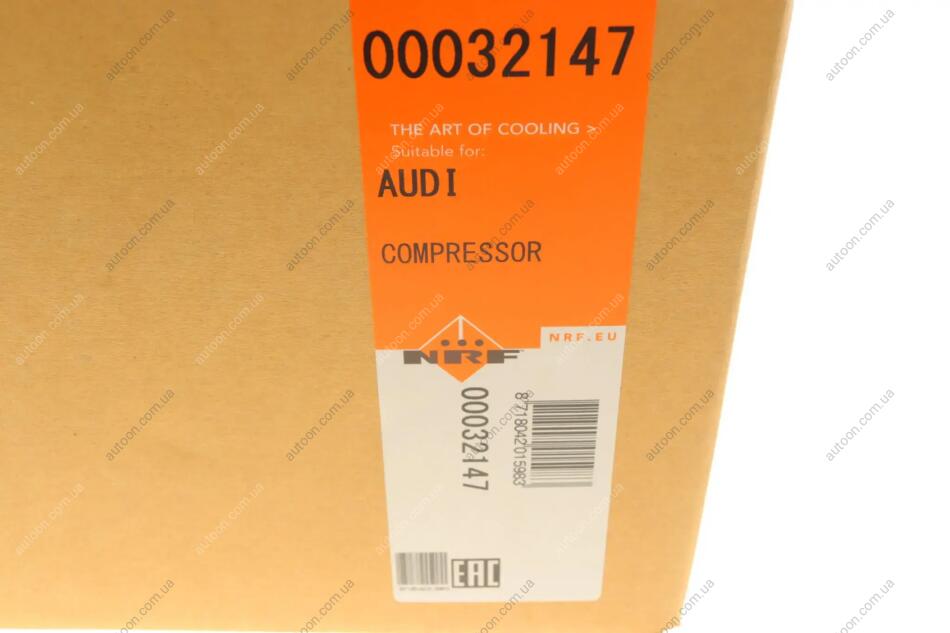 00032147
THE ART OF COOLING >
Suitable for:
AUDI
COMPRESSOR
NRF.EU
NRF
00032147
8718042015983
EAC
autoon.com.ua